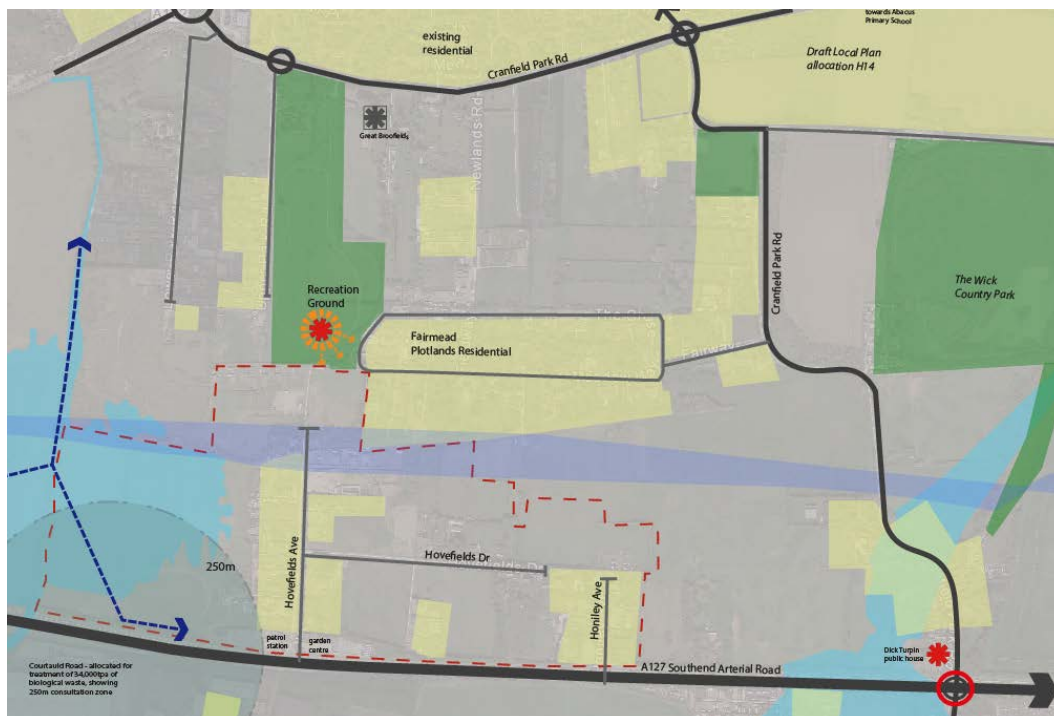 towards Abacus
Primary School
existing
residential
Cranfield Park Rd
Draft Local Plan
allocation H14
Great Broofields
Newlands Rd
Cranfield Park Rd
The Wick
Country Park
Recreation
Ground
Fairmead
Plotlands Residential
Fairway
250m
Hovefields Ave
Hovefields Dr
Honiley Ave
petrol
station
garden
centre
A127 Southend Arterial Road
Dick Turpin
public house
Courtauld Road - allocated for
treatment of 34,000tpa of
biological waste, showing
250m consultation zone